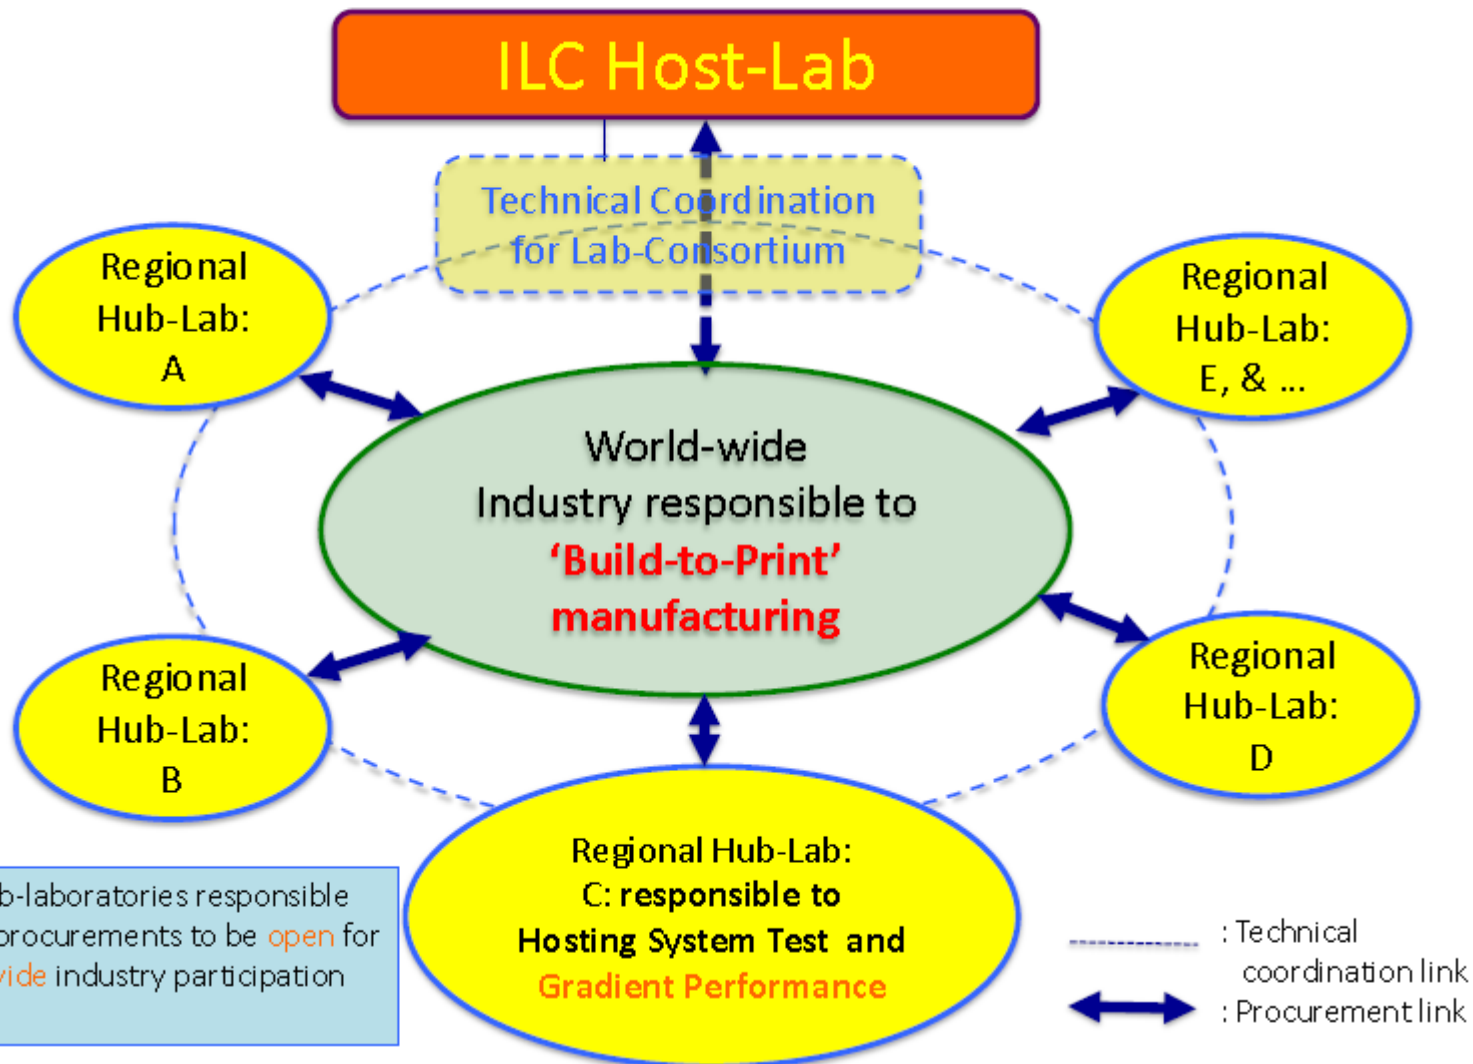 ILC Host-Lab
Technical Coordination
for Lab-Consortium
Regional
Hub-Lab:
A
Regional
Hub-Lab:
E, & ...
World-wide
Industry responsible to
‘Build-to-Print’
manufacturing
Regional
Hub-Lab:
B
Regional
Hub-Lab:
D
Regional Hub-Lab:
C: responsible to
Hosting System Test and
Gradient Performance
b-laboratories responsible
procurements to be open for
wide industry participation
: Technical
coordination link
: Procurement link